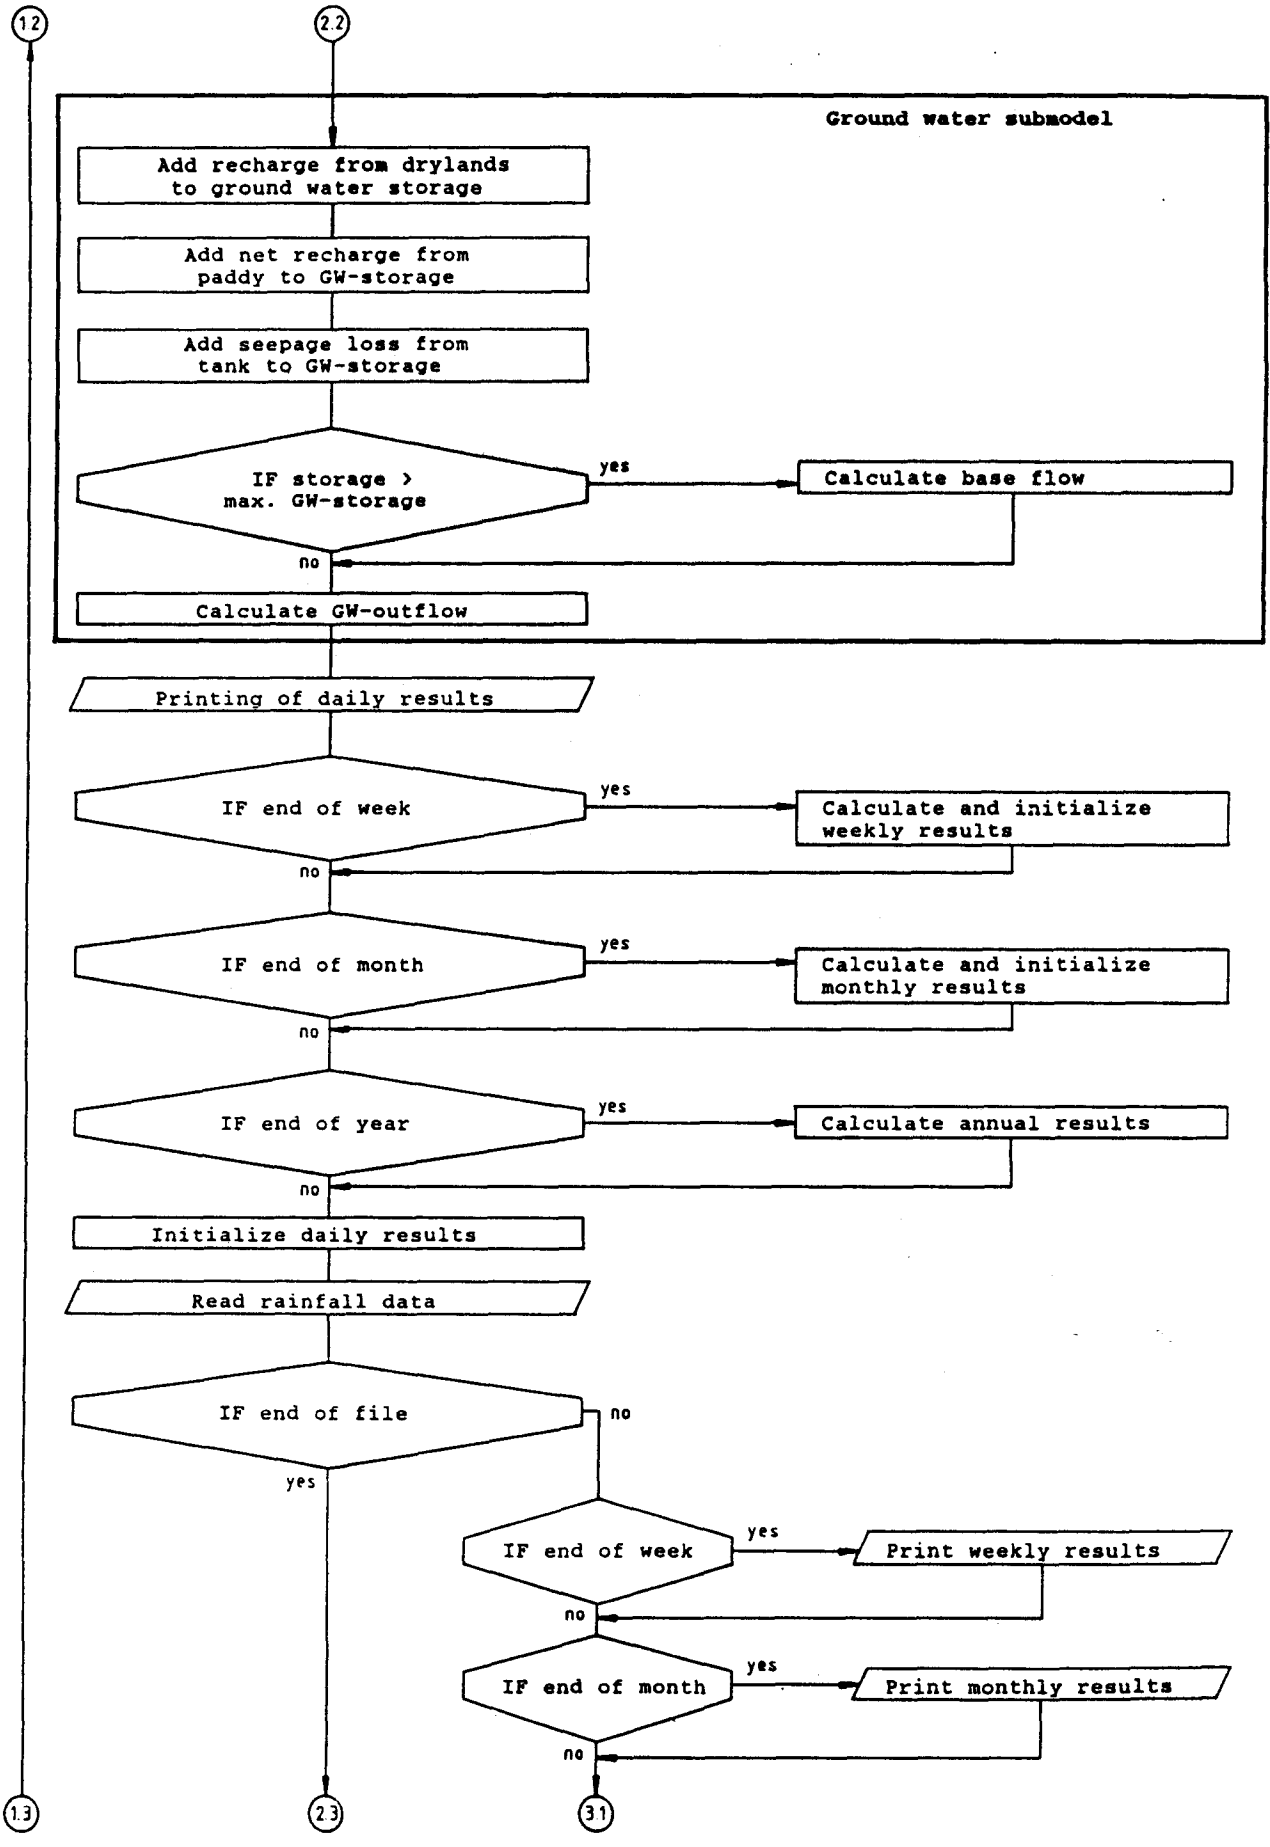 1.2
2.2
Ground water submodel
Add recharge from drylands
to ground water storage
Add net recharge from
paddy to GW-storage
Add seepage loss from
tank to GW-storage
IF storage >
max. GW-storage
yes
Calculate base flow
no
Calculate GW-outflow
Printing of daily results
IF end of week
yes
Calculate and initialize
weekly results
no
IF end of month
yes
Calculate and initialize
monthly results
no
IF end of year
yes
Calculate annual results
no
Initialize daily results
Read rainfall data
IF end of file
no
yes
IF end of week
yes
Print weekly results
no
IF end of month
yes
Print monthly results
no
1.3
2.3
3.1